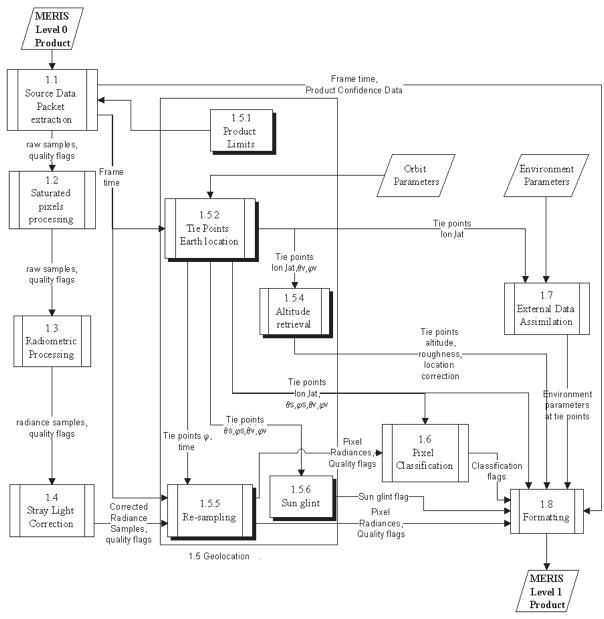 MERIS
Level 0
Product
1.1
Source Data
Packet
extraction
Frame time,
Product Confidence Data
1.5.1
Product
Limits
raw samples,
quality flags
Frame
time
Orbit
Parameters
Environment
Parameters
1.2
Saturated
pixels
processing
1.5.2
Tie Points
Earth location
Tie points
lon,lat
Tie points
lon,lat,θv,φv
raw samples,
quality flags
1.5.4
Altitude
retrieval
1.7
External Data
Assimilation
1.3
Radiometric
Processing
Tie points
altitude,
roughness,
location
correction
Tie points
lon,lat,
θs,φs,θv,φv
Environment
parameters
at tie points
radiance samples,
quality flags
Tie points
θs,φs,θv,φv
Tie points φ,
time
Pixel
Radiances,
Quality flags
1.6
Pixel
Classification
Classification
flags
1.4
Stray Light
Correction
Corrected
Radiance
Samples,
quality flags
1.5.5
Re-sampling
1.5.6
Sun glint
Sun glint flag
Pixel
Radiances,
Quality flags
1.8
Formatting
1.5 Geolocation .
MERIS
Level 1
Product